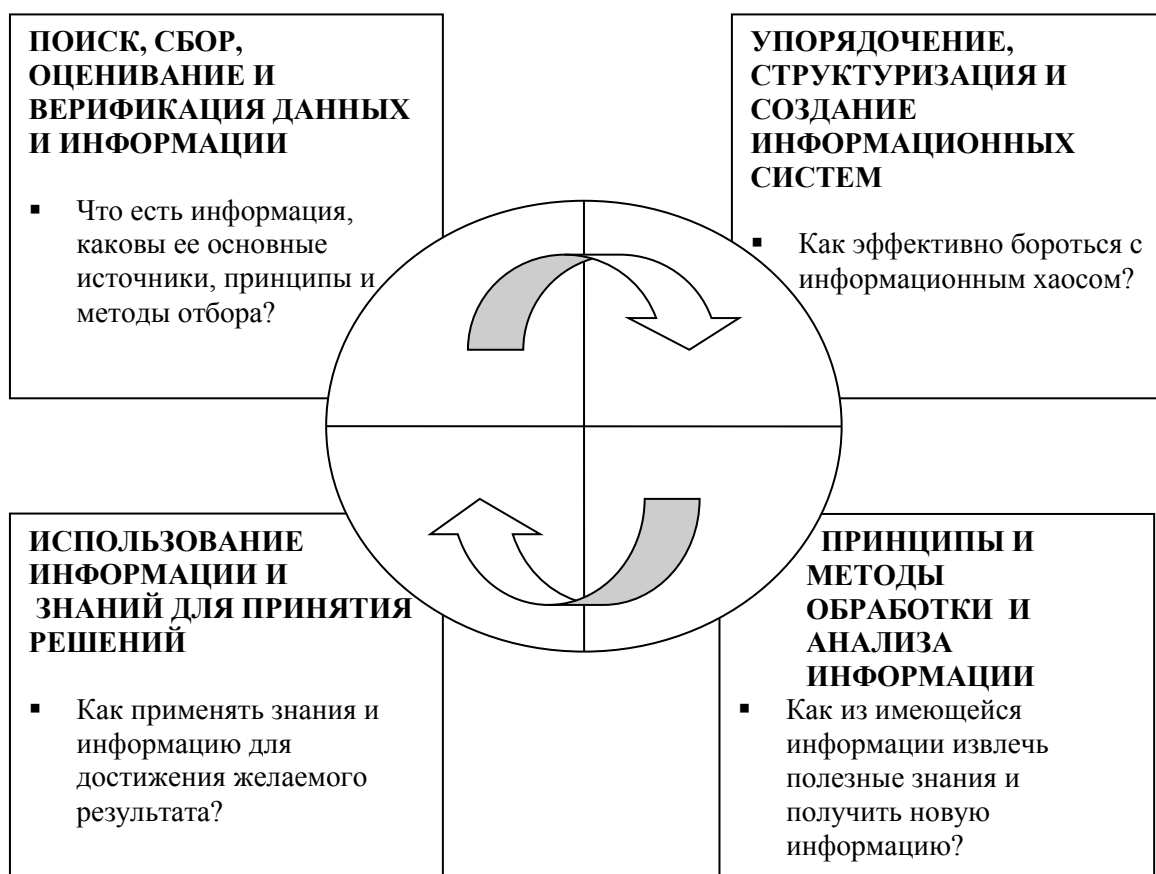 ПОИСК, СБОР,
ОЦЕНИВАНИЕ И
ВЕРИФИКАЦИЯ ДАННЫХ
И ИНФОРМАЦИИ
▪ Что есть информация,
каковы ее основные
источники, принципы и
методы отбора?
УПОРЯДОЧЕНИЕ,
СТРУКТУРИЗАЦИЯ И
СОЗДАНИЕ
ИНФОРМАЦИОННЫХ
СИСТЕМ
▪ Как эффективно бороться с
информационным хаосом?
ИСПОЛЬЗОВАНИЕ
ИНФОРМАЦИИ И
ЗНАНИЙ ДЛЯ ПРИНЯТИЯ
РЕШЕНИЙ
▪ Как применять знания и
информацию для
достижения желаемого
результата?
ПРИНЦИПЫ И
МЕТОДЫ
ОБРАБОТКИ И
АНАЛИЗА
ИНФОРМАЦИИ
▪ Как из имеющейся
информации извлечь
полезные знания и
получить новую
информацию?